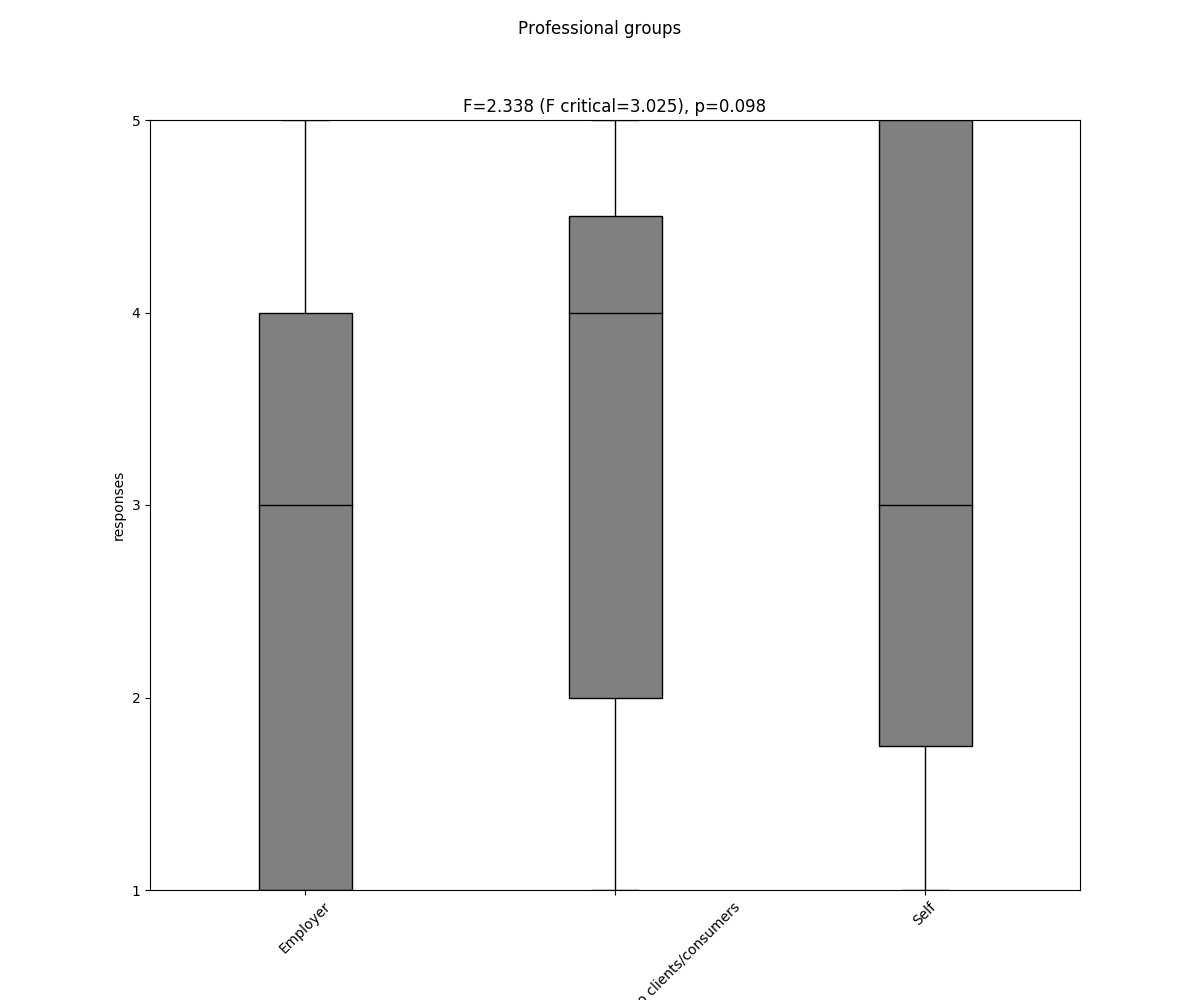 Professional groups
F=2.338 (F critical=3.025), p=0.098
5
4
3
2
1
responses
Employer
clients/consumers
Self